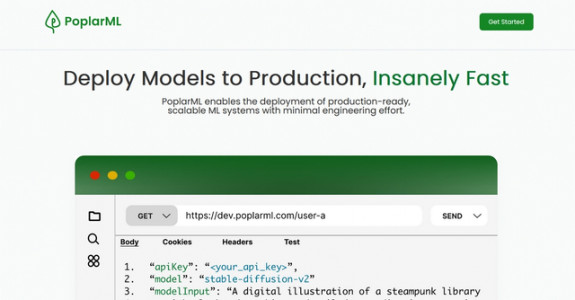 PoplarML
Get Started
Deploy Models to Production, Insanely Fast
PoplarML enables the deployment of production-ready,
scalable ML systems with minimal engineering effort.
GET
https://dev.poplarml.com/user-a
SEND
Body Cookies Headers Test
1. “apiKey”: “<your_api_key>”,
2. “model”: “stable-diffusion-v2”
3. “modelInput”: “A digital illustration of a steampunk library